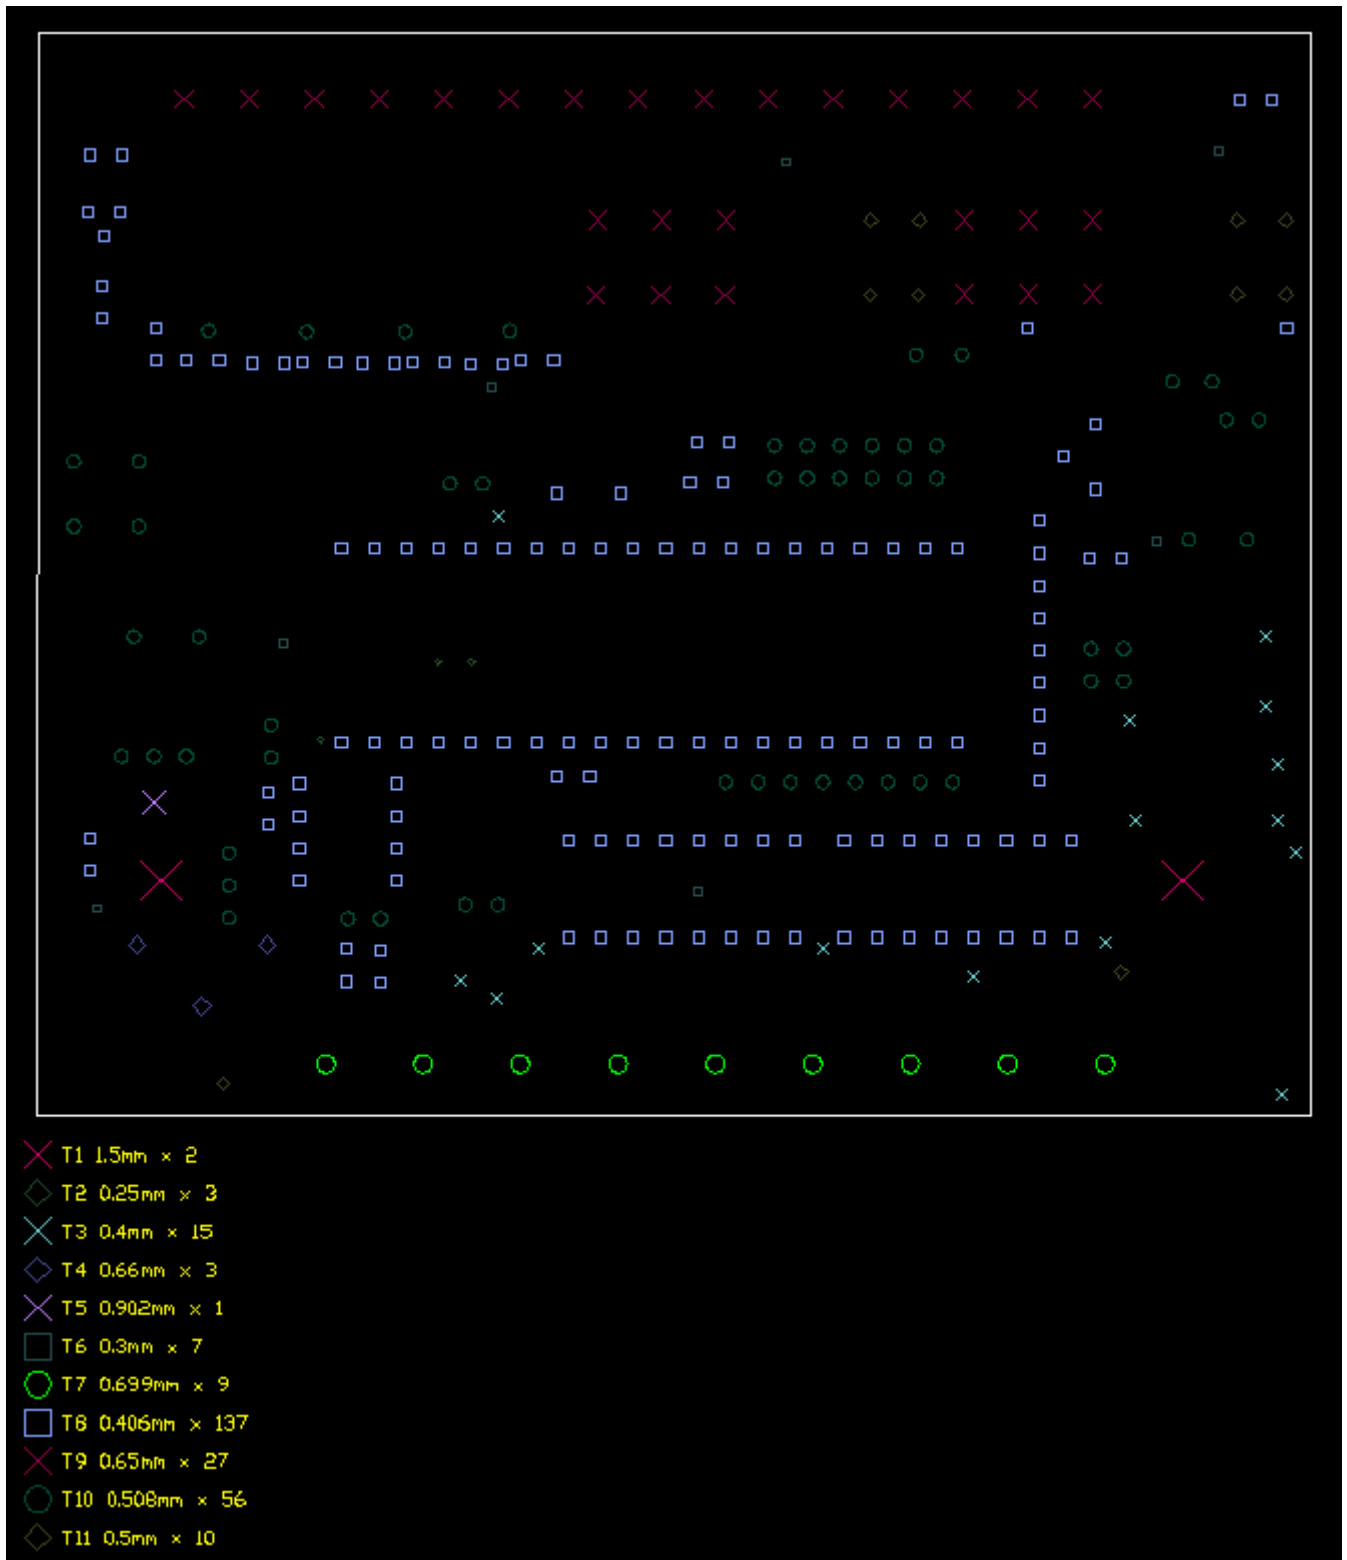 T1 1.5mm × 2
T2 0.25mm × 3
T3 0.4mm × 15
T4 0.66mm × 3
T5 0.902mm × 1
T6 0.3mm × 7
T7 0.699mm × 9
T8 0.406mm × 137
T9 0.65mm × 27
T10 0.508mm × 56
T11 0.5mm × 10